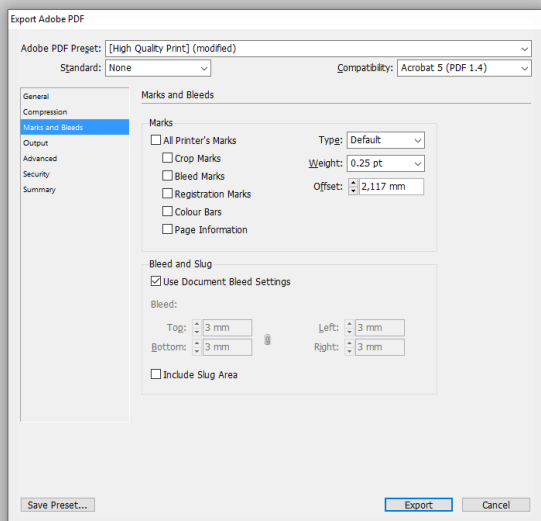 Export Adobe PDF
Adobe PDF Preset: [High Quality Print] (modified)
Standard: None Compatibility: Acrobat 5 (PDF 1.4)
General
Compression
Marks and Bleeds
Output
Advanced
Security
Summary
Marks and Bleeds
Marks
All Printer's Marks
Crop Marks
Bleed Marks
Registration Marks
Colour Bars
Page Information
Type: Default
Weight: 0.25 pt
Offset: 2,117 mm
Bleed and Slug
Use Document Bleed Settings
Bleed:
Top: 3 mm Left: 3 mm
Bottom: 3 mm Right: 3 mm
Include Slug Area
Save Preset... Export Cancel